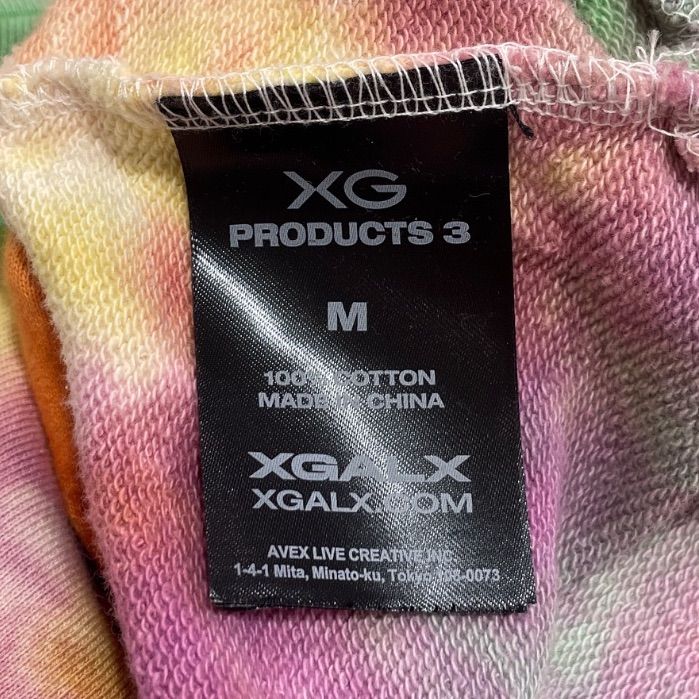 XG
PRODUCTS 3
M
100% COTTON
MADE IN CHINA
XGALX
XGALX.COM
AVEX LIVE CREATIVE INC.
1-4-1 Mita, Minato-ku, Tokyo 108-0073